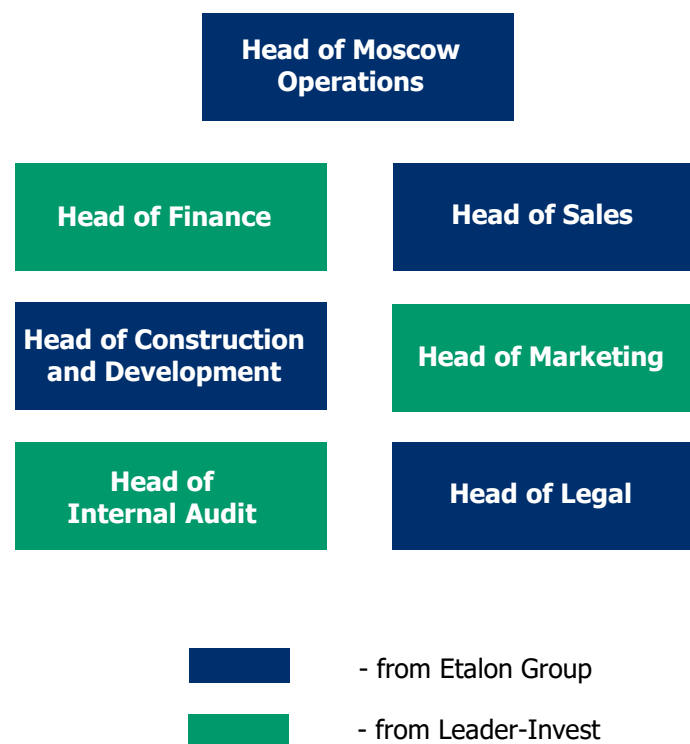 Head of Moscow
Operations
Head of Finance
Head of Sales
Head of Construction
and Development
Head of Marketing
Head of
Internal Audit
Head of Legal
- from Etalon Group
- from Leader-Invest